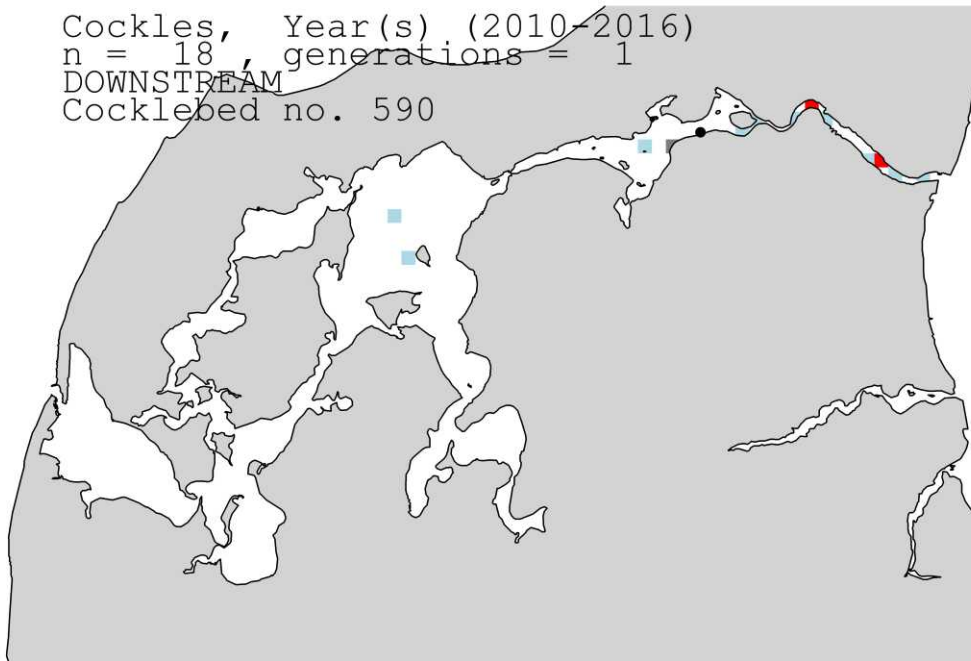 Cockles, Year(s) (2010-2016)
n = 18 , generations = 1
DOWNSTREAM
Cocklebed no. 590